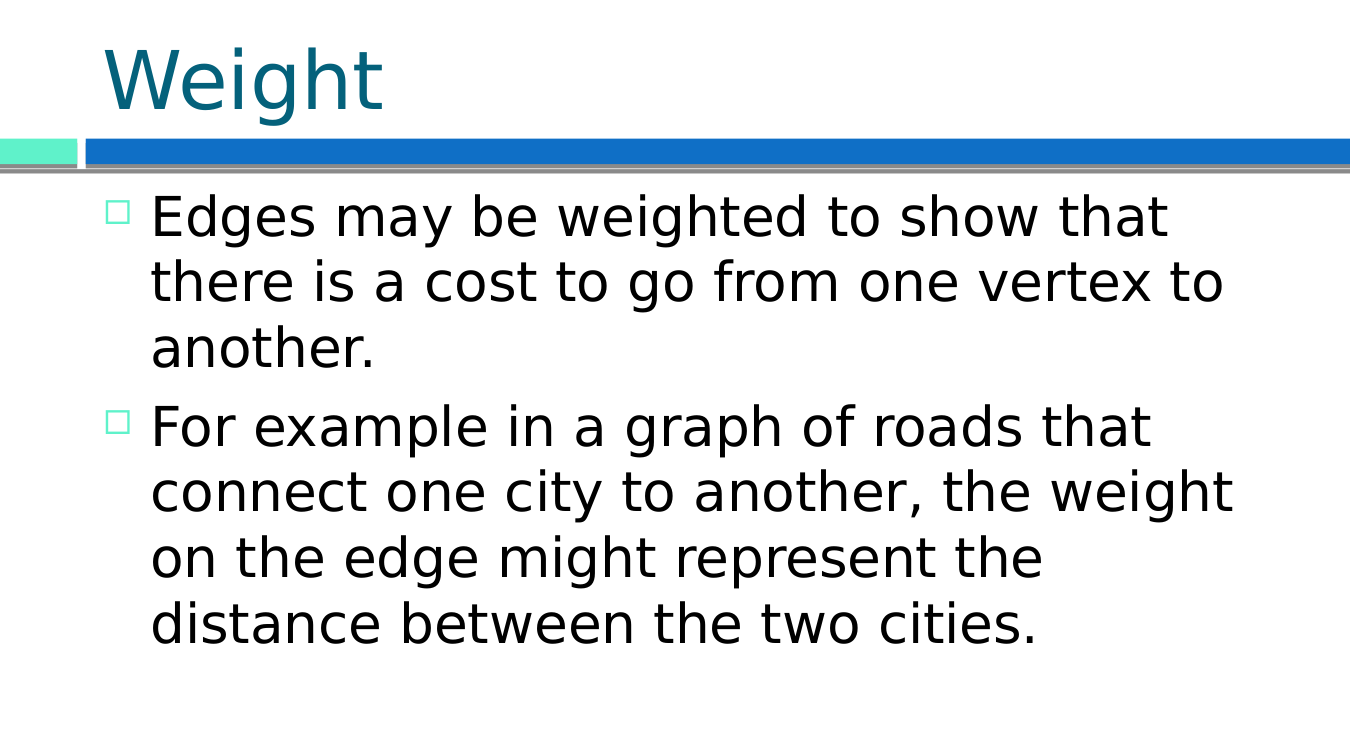 Weight
Edges may be weighted to show that
there is a cost to go from one vertex to
another.
For example in a graph of roads that
connect one city to another, the weight
on the edge might represent the
distance between the two cities.